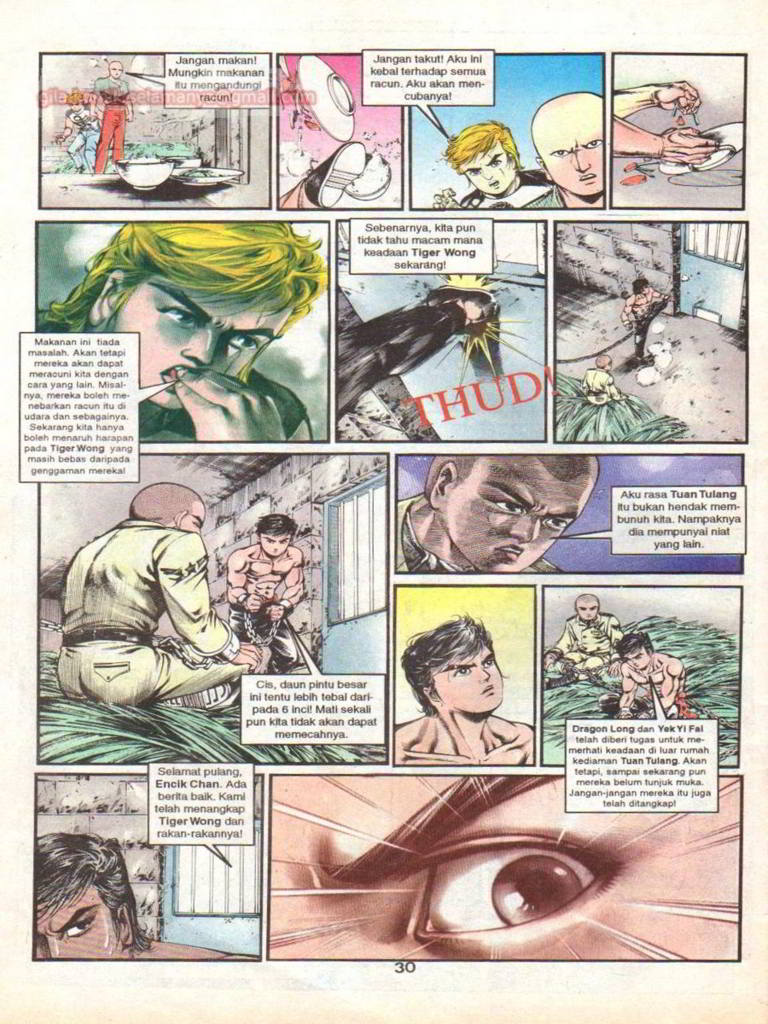 Jangan makan!
Mungkin makanan
itu mengandungi
racun!
Jangan takut! Aku ini
kebal terhadap semua
racun. Aku akan men-
cubanya!
Makanan ini tiada
masalah. Akan tetapi
mereka akan dapat
meracuni kita dengan
cara yang lain. Misal-
nya, mereka boleh me-
nebarkan racun itu di
udara dan sebagainya.
Sekarang kita hanya
boleh menaruh harapan
pada Tiger Wong yang
masih bebas daripada
genggaman mereka!
Sebenarnya, kita pun
tidak tahu macam mana
keadaan Tiger Wong
sekarang!
THUD!
Cis, daun pintu besar
ini tentu lebih tebal dari-
pada 6 inci! Mati sekali
pun kita tidak akan dapat
memecahnya.
Aku rasa Tuan Tulang
itu bukan hendak mem-
bunuh kita. Nampaknya
dia mempunyai niat
yang lain.
Dragon Long dan Yek Yi Fai
telah diberi tugas untuk me-
merhati keadaan di luar rumah
kediaman Tuan Tulang. Akan
tetapi, sampai sekarang pun
mereka belum tunjuk muka.
Jangan-jangan mereka itu juga
telah ditangkap!
Selamat pulang,
Encik Chan. Ada
berita baik. Kami
telah menangkap
Tiger Wong dan
rakan-rakannya!
30